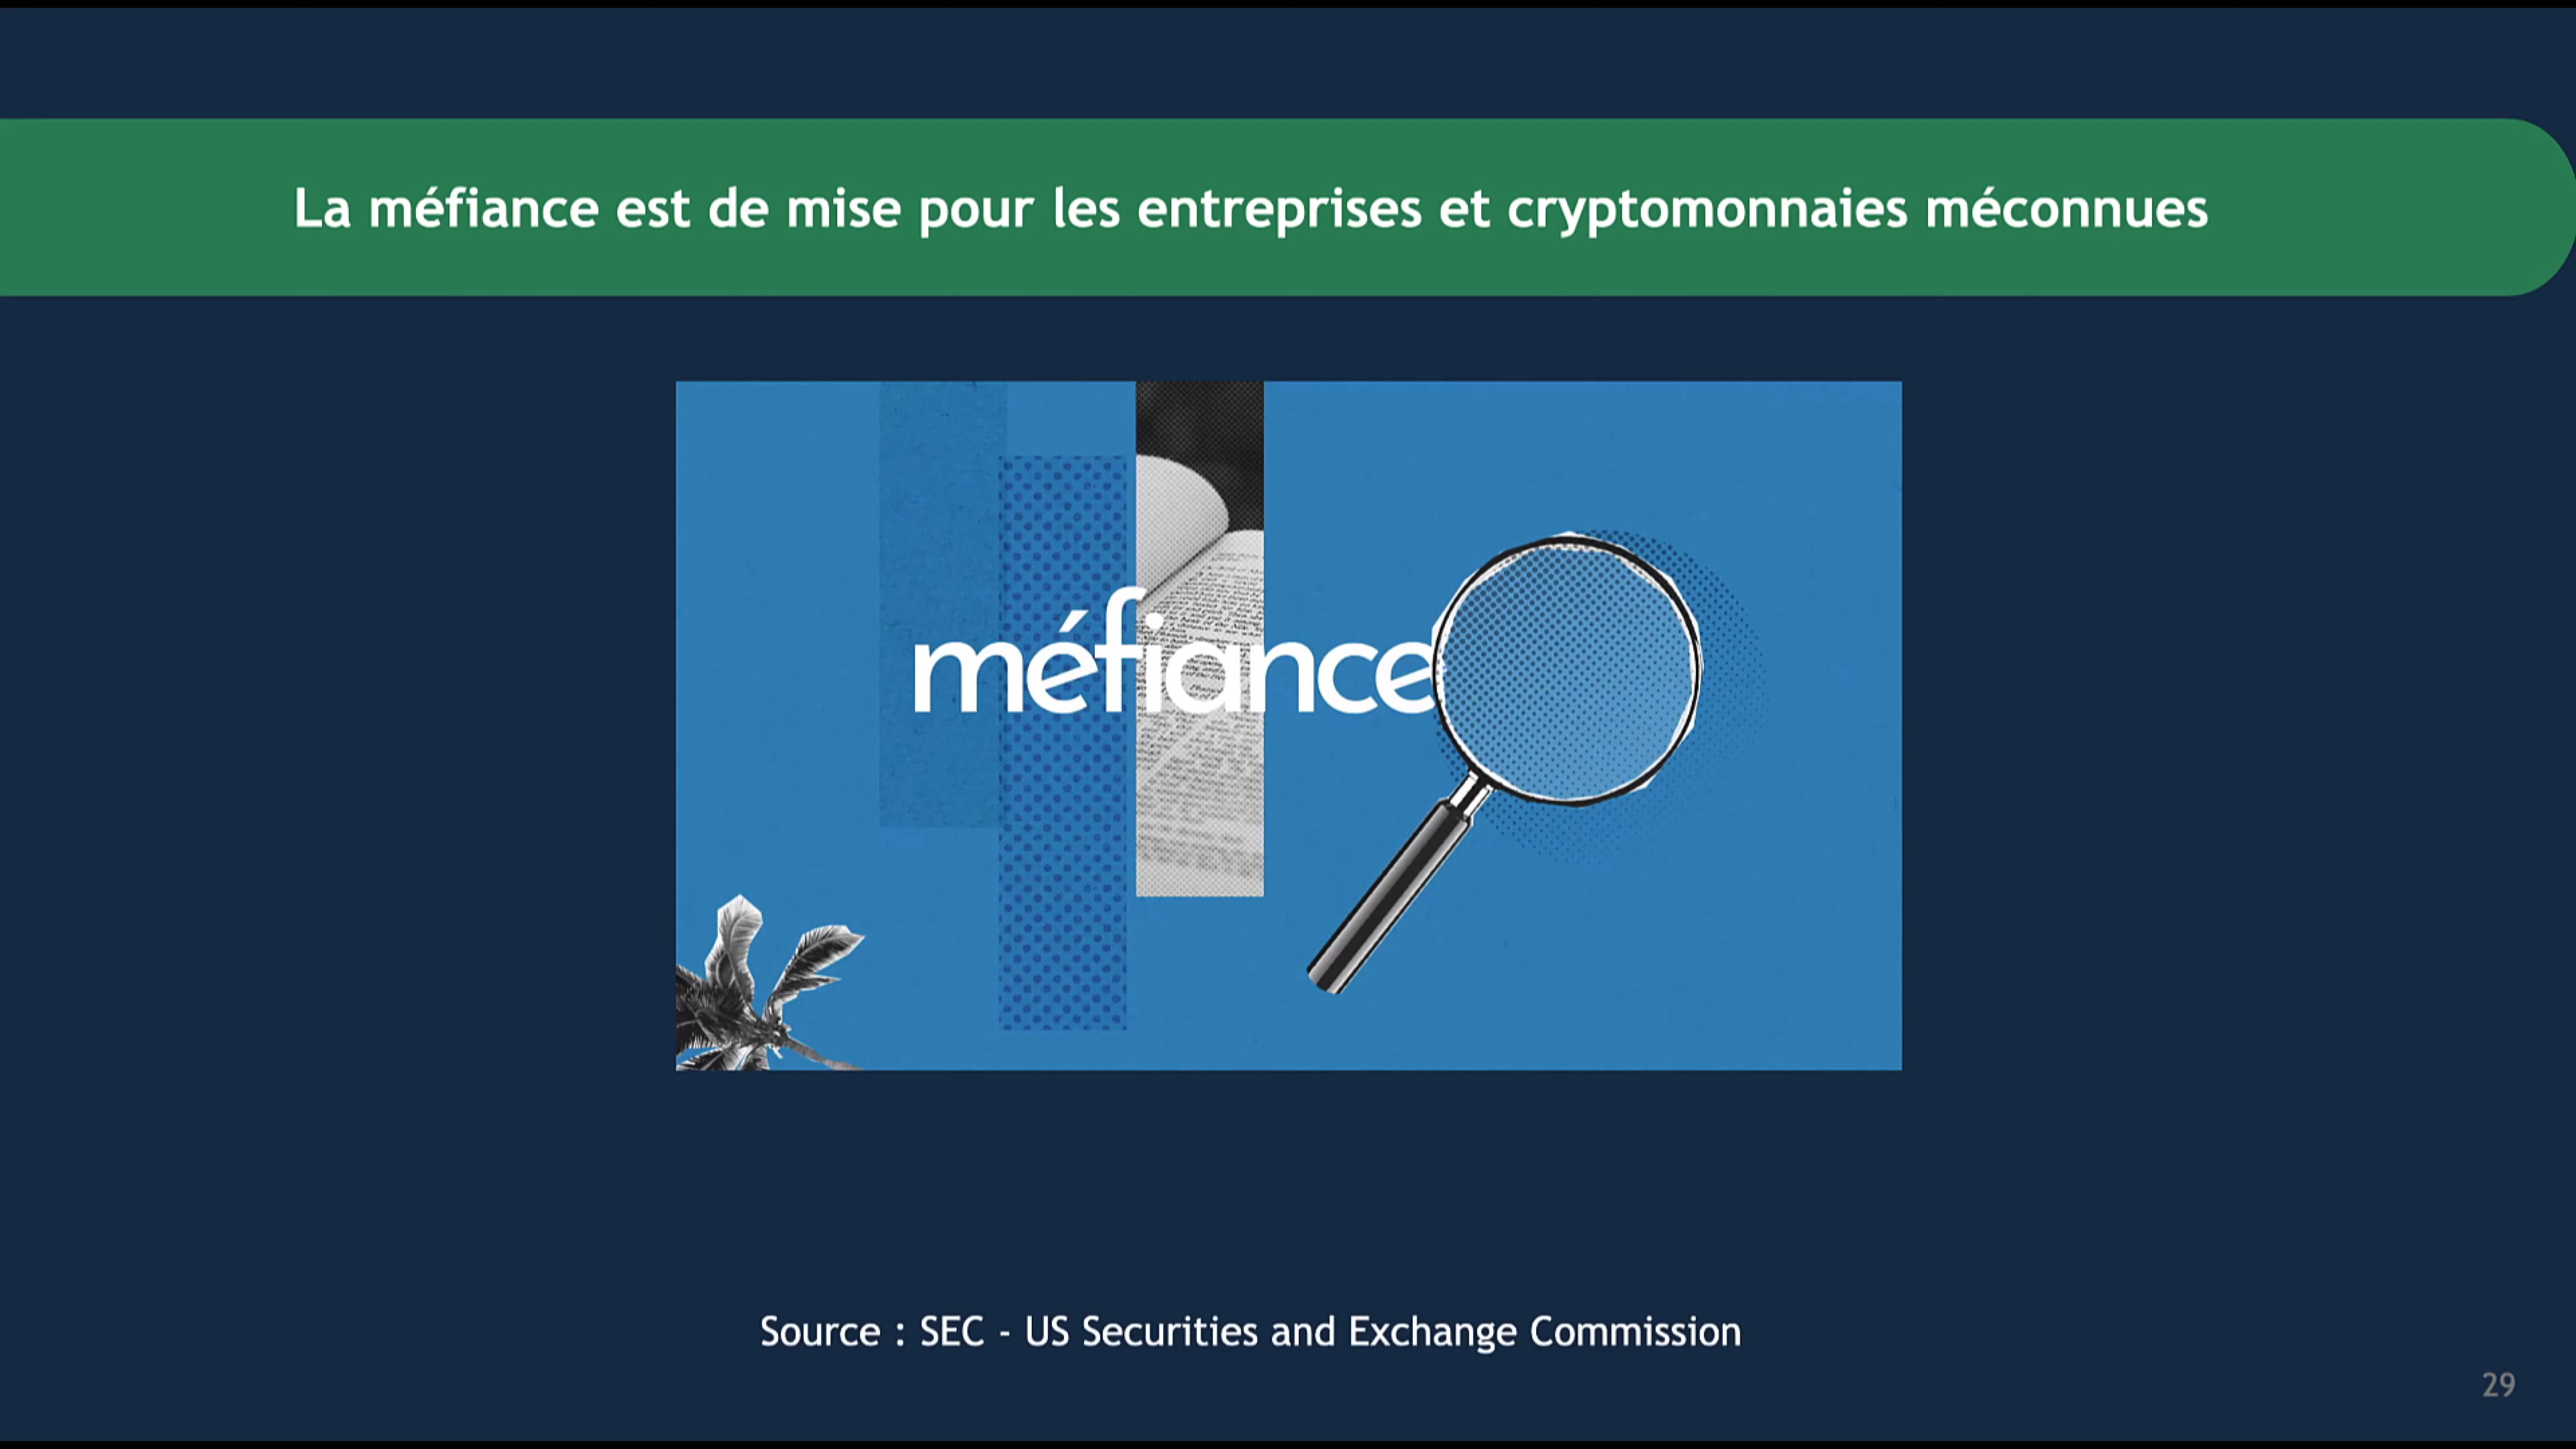 La méfiance est de mise pour les entreprises et cryptomonnaies méconnues
méfiance
Source : SEC - US Securities and Exchange Commission
29